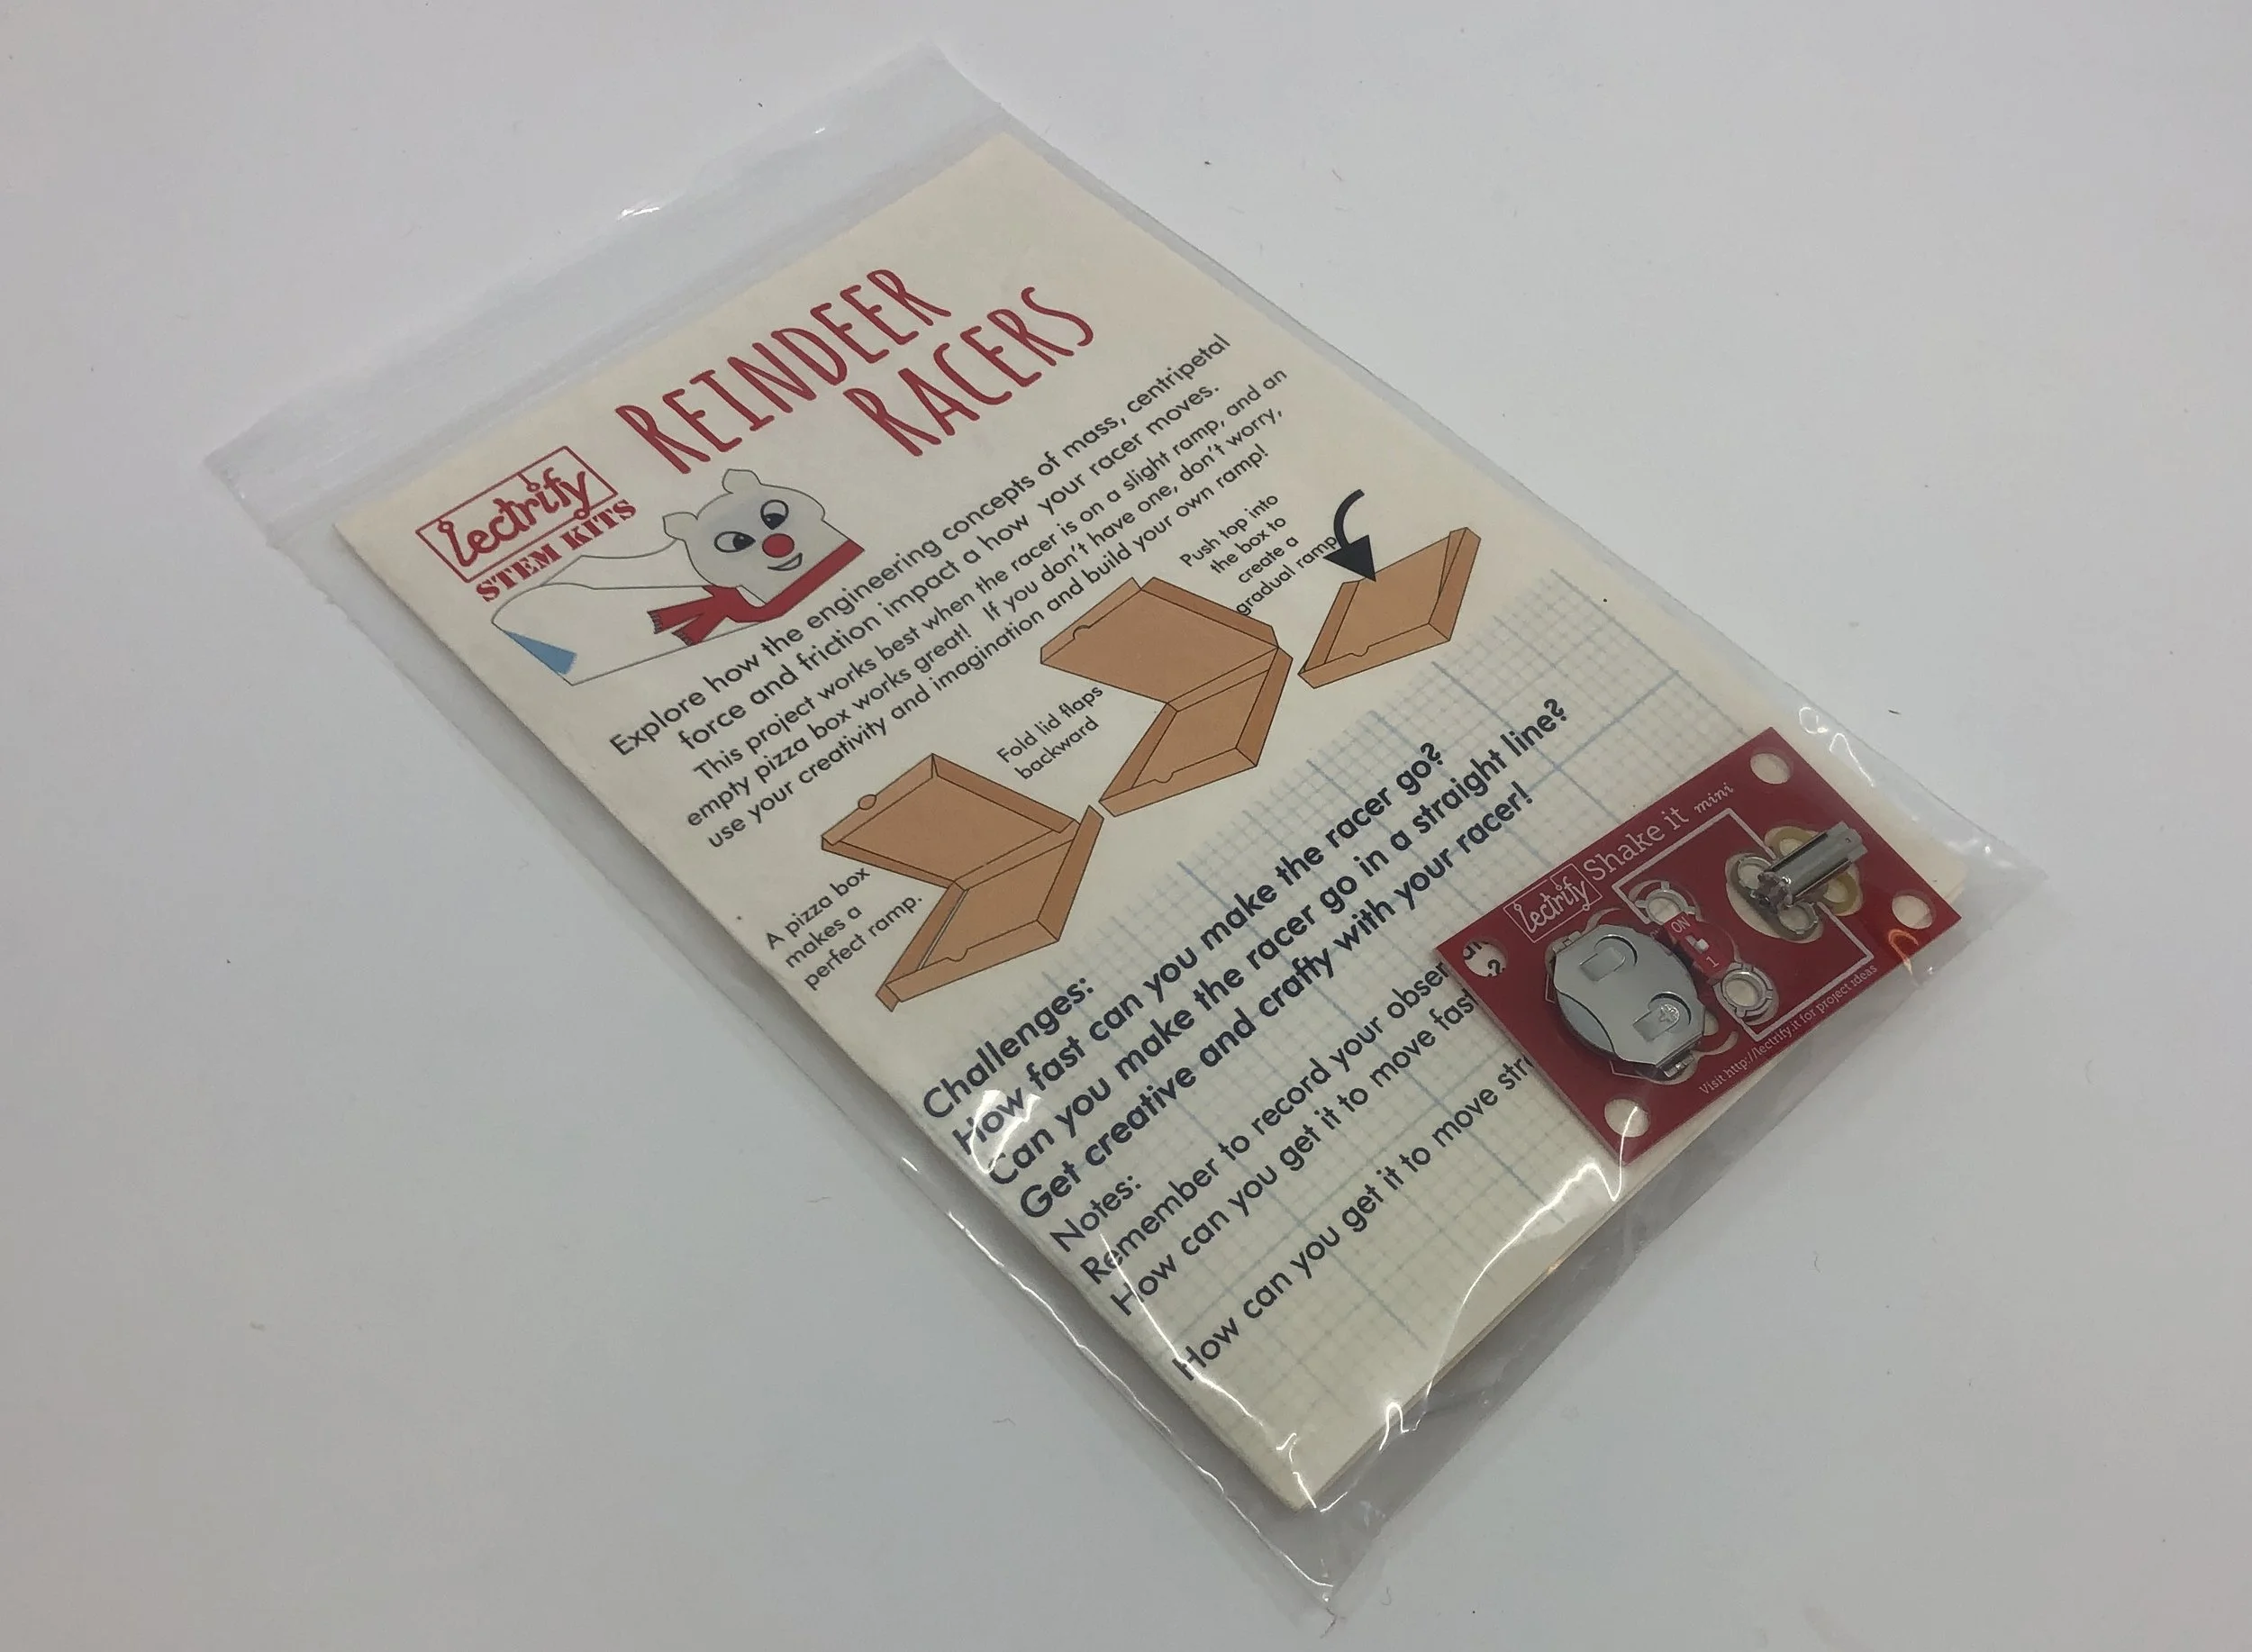 lectrify
STEM KITS
REINDEER
RACERS
Explore how the engineering concepts of mass, centripetal
force and friction impact a how your racer moves.
This project works best when the racer is on a slight ramp, and an
empty pizza box works great! If you don't have one, don't worry,
use your creativity and imagination and build your own ramp!
A pizza box
makes a
perfect ramp.
Fold lid flaps
backward
Push top into
the box to
create a
gradual ramp
Challenges:
How fast can you make the racer go?
Can you make the racer go in a straight line?
Get creative and crafty with your racer!
Notes:
Remember to record your obser
How can you get it to move fast
How can you get it to move stra
lectrify Shake it mini
ON
1
Visit http://lectrify.it for project ideas